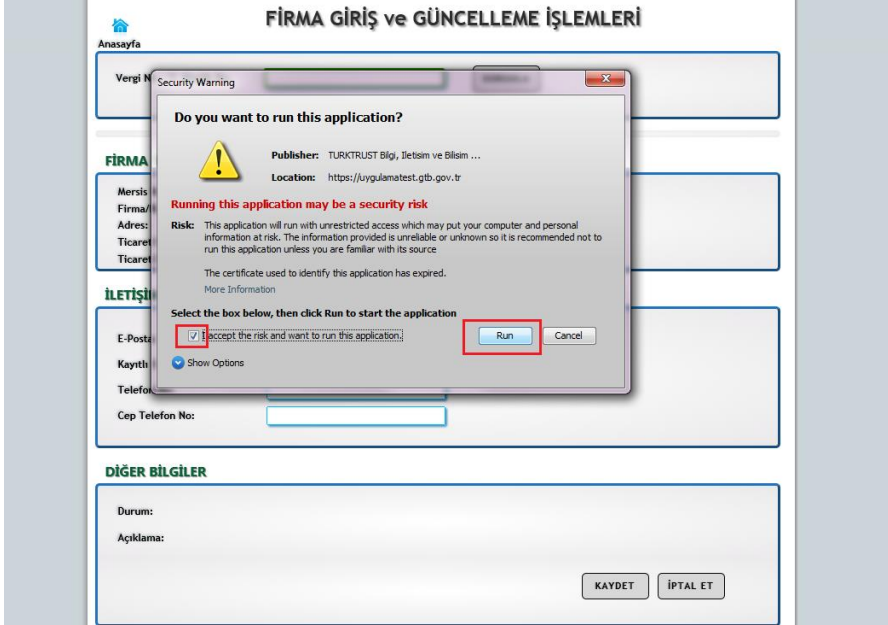 FİRMA GİRİŞ ve GÜNCELLEME İŞLEMLERİ
Anasayfa
Vergi N
Security Warning
Do you want to run this application?
Publisher: TURKTRUST Bilgi, Iletisim ve Bilisim ...
Location: https://uygulamatest.gtb.gov.tr
Running this application may be a security risk
Risk: This application will run with unrestricted access which may put your computer and personal
information at risk. The information provided is unreliable or unknown so it is recommended not to
run this application unless you are familiar with its source
The certificate used to identify this application has expired.
More Information
Select the box below, then click Run to start the application
I accept the risk and want to run this application.
Run
Cancel
Show Options
FİRMA
Mersis
Firma/
Adres:
Ticaret
Ticaret
İLETİŞİ
E-Posta
Kayıtlı
Telefon
Cep Telefon No:
DİĞER BİLGİLER
Durum:
Açıklama:
KAYDET
İPTAL ET